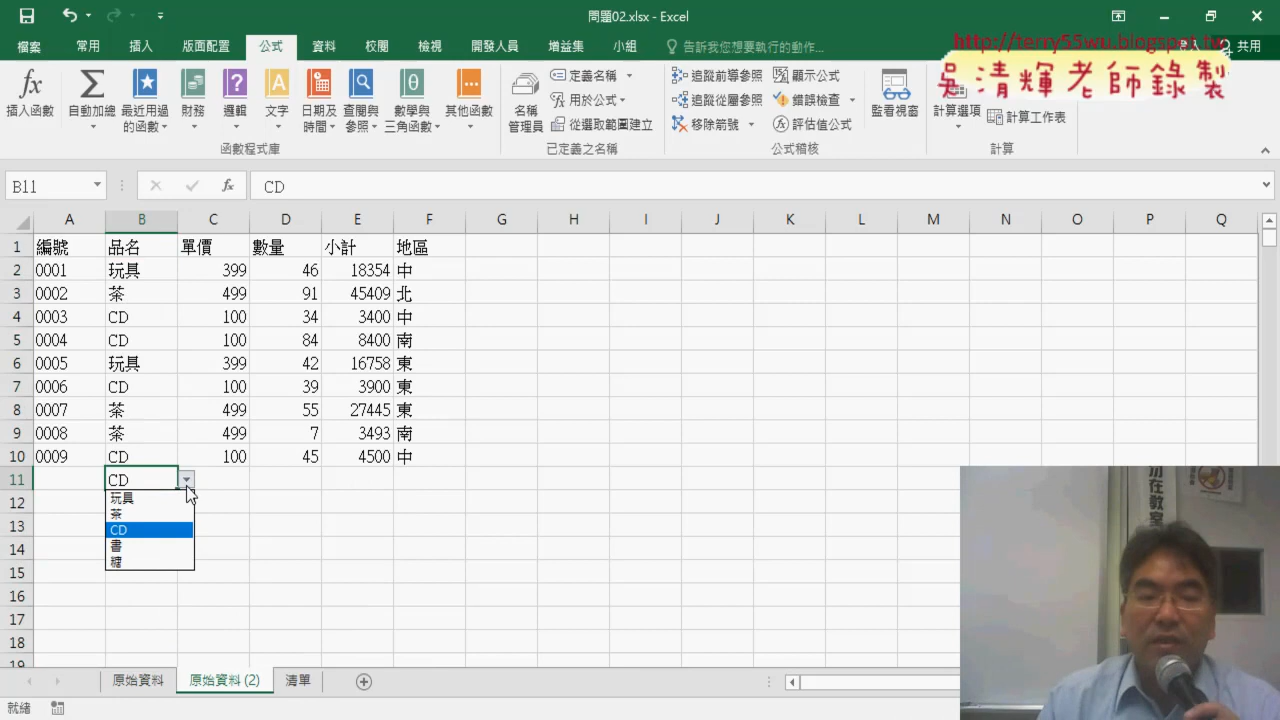 問題02.xlsx - Excel
http://terry55wu.blogspot.tw
吳清輝老師錄製
檔案 常用 插入 版面配置 公式 資料 校閱 檢視 開發人員 增益集 小組 告訴我您想要執行的動作... 共用
插入函數 自動加總 最近用過的函數 財務 邏輯 文字 日期及時間 查閱與參照 數學與三角函數 其他函數
名稱管理員 定義名稱 用於公式 從選取範圍建立
追蹤前導參照 追蹤從屬參照 移除箭號 顯示公式 錯誤檢查 評估值公式 監看視窗
計算選項 計算工作表
函數程式庫 已定義之名稱 公式稽核 計算
B11 fx CD
A B C D E F G H I J K L M N O P Q
1 編號 品名 單價 數量 小計 地區
2 0001 玩具 399 46 18354 中
3 0002 茶 499 91 45409 北
4 0003 CD 100 34 3400 中
5 0004 CD 100 84 8400 南
6 0005 玩具 399 42 16758 東
7 0006 CD 100 39 3900 東
8 0007 茶 499 55 27445 東
9 0008 茶 499 7 3493 南
10 0009 CD 100 45 4500 中
11 CD
玩具
茶
CD
書
糖
12
13
14
15
16
17
18
19
原始資料 原始資料 (2) 清單
就緒
勿在教室